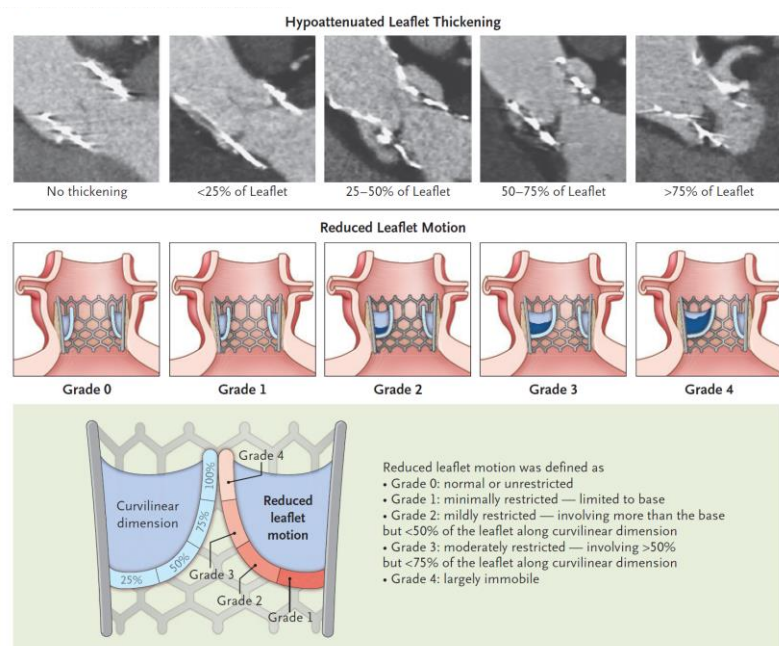 Hypoattenuated Leaflet Thickening
No thickening
<25% of Leaflet
25–50% of Leaflet
50–75% of Leaflet
>75% of Leaflet
Reduced Leaflet Motion
Grade 0
Grade 1
Grade 2
Grade 3
Grade 4
Curvilinear
dimension
25%
50%
75%
100%
Grade 4
Reduced
leaflet
motion
Grade 3
Grade 2
Grade 1
Reduced leaflet motion was defined as
• Grade 0: normal or unrestricted
• Grade 1: minimally restricted — limited to base
• Grade 2: mildly restricted — involving more than the base
but <50% of the leaflet along curvilinear dimension
• Grade 3: moderately restricted — involving >50%
but <75% of the leaflet along curvilinear dimension
• Grade 4: largely immobile